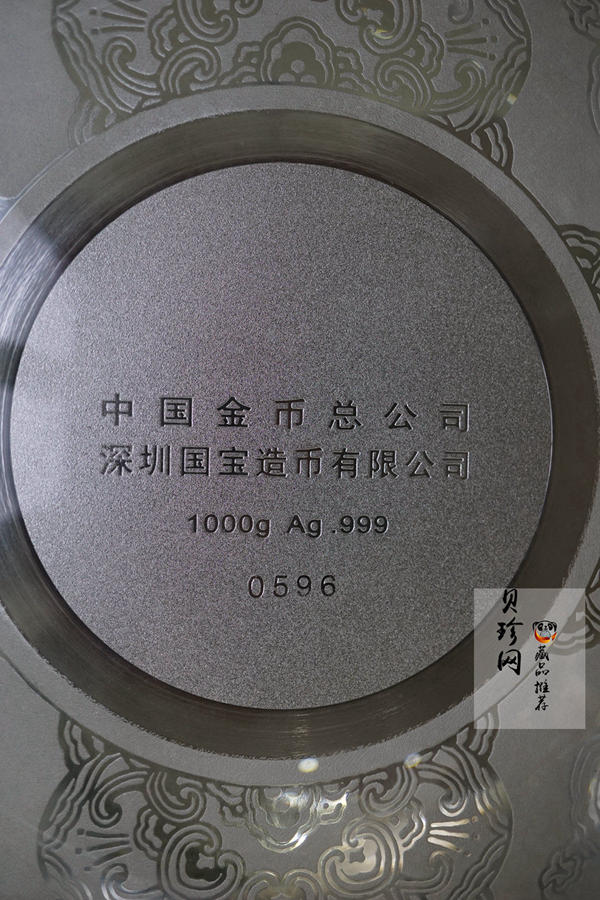 中国金币总公司
深圳国宝造币有限公司
1000g Ag.999
0596
贝珍网
藏品推荐